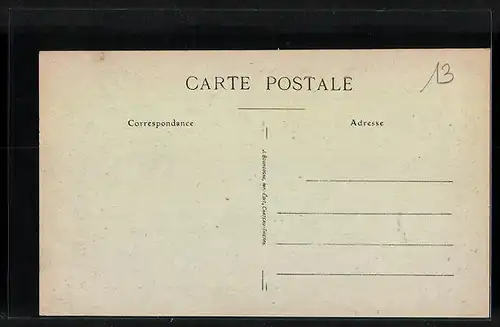 CARTE POSTALE
13
Correspondance
Adresse